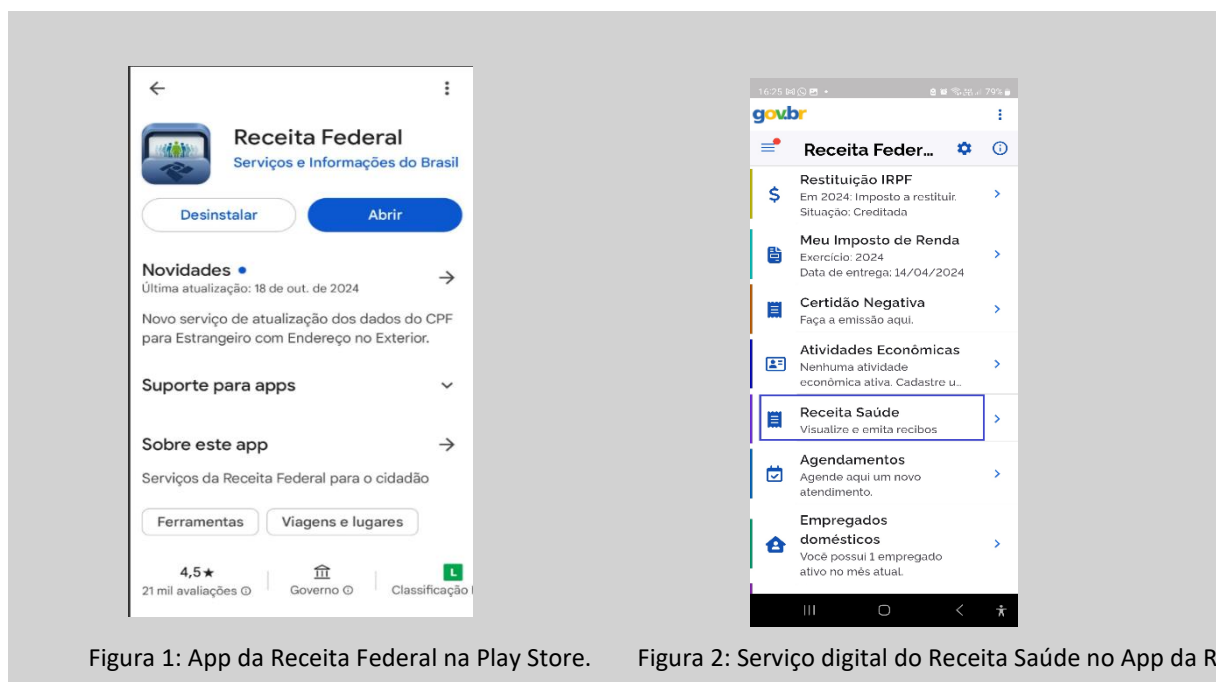 Receita Federal
Serviços e Informações do Brasil
Desinstalar
Abrir
Novidades
Última atualização: 18 de out. de 2024
Novo serviço de atualização dos dados do CPF
para Estrangeiro com Endereço no Exterior.
Suporte para apps
Sobre este app
Serviços da Receita Federal para o cidadão
Ferramentas
Viagens e lugares
4,5★
21 mil avaliações
Governo
L
Classificação
Figura 1: App da Receita Federal na Play Store.
16:25
79%
gov.br
Receita Feder...
Restituição IRPF
Em 2024: Imposto a restituir.
Situação: Creditada
Meu Imposto de Renda
Exercício: 2024
Data de entrega: 14/04/2024
Certidão Negativa
Faça a emissão aqui.
Atividades Econômicas
Nenhuma atividade
econômica ativa. Cadastre u...
Receita Saúde
Visualize e emita recibos
Agendamentos
Agende aqui um novo
atendimento.
Empregados
domésticos
Você possui 1 empregado
ativo no mês atual.
Figura 2: Serviço digital do Receita Saúde no App da R